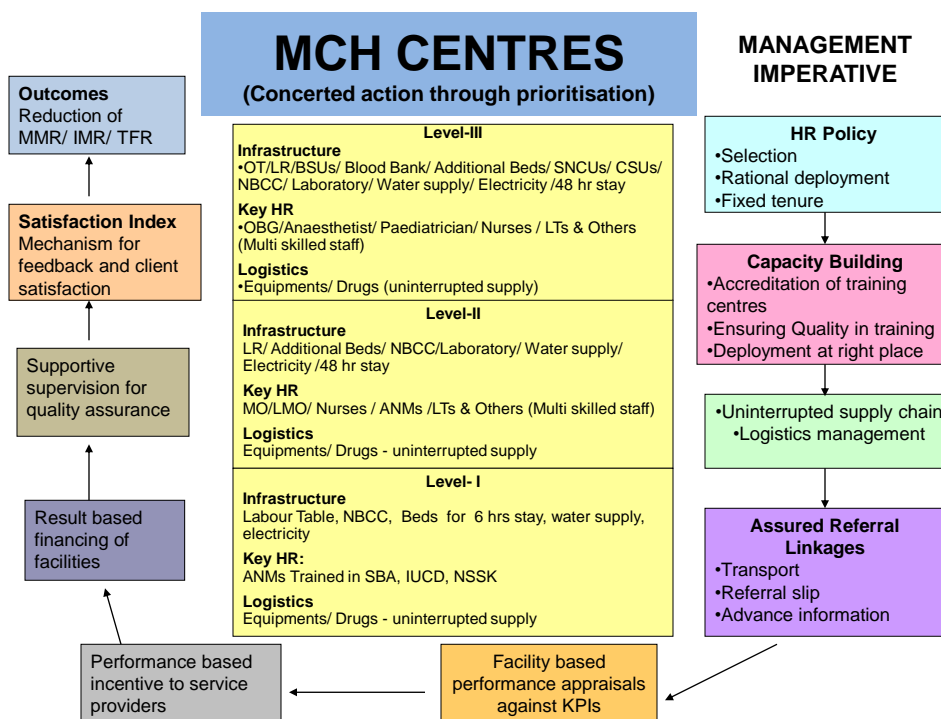 MCH CENTRES
(Concerted action through prioritisation)
MANAGEMENT
IMPERATIVE
Outcomes
Reduction of
MMR/ IMR/ TFR
Satisfaction Index
Mechanism for
feedback and client
satisfaction
Supportive
supervision for
quality assurance
Result based
financing of
facilities
Performance based
incentive to service
providers
Level-III
Infrastructure
•OT/LR/BSUs/ Blood Bank/ Additional Beds/ SNCUs/ CSUs/
NBCC/ Laboratory/ Water supply/ Electricity /48 hr stay
Key HR
•OBG/Anaesthetist/ Paediatrician/ Nurses / LTs & Others
(Multi skilled staff)
Logistics
•Equipments/ Drugs (uninterrupted supply)
Level-II
Infrastructure
LR/ Additional Beds/ NBCC/Laboratory/ Water supply/
Electricity /48 hr stay
Key HR
MO/LMO/ Nurses / ANMs /LTs & Others (Multi skilled staff)
Logistics
Equipments/ Drugs - uninterrupted supply
Level- I
Infrastructure
Labour Table, NBCC, Beds for 6 hrs stay, water supply,
electricity
Key HR:
ANMs Trained in SBA, IUCD, NSSK
Logistics
Equipments/ Drugs - uninterrupted supply
HR Policy
•Selection
•Rational deployment
•Fixed tenure
Capacity Building
•Accreditation of training
centres
•Ensuring Quality in training
•Deployment at right place
•Uninterrupted supply chain
•Logistics management
Assured Referral
Linkages
•Transport
•Referral slip
•Advance information
Facility based
performance appraisals
against KPIs